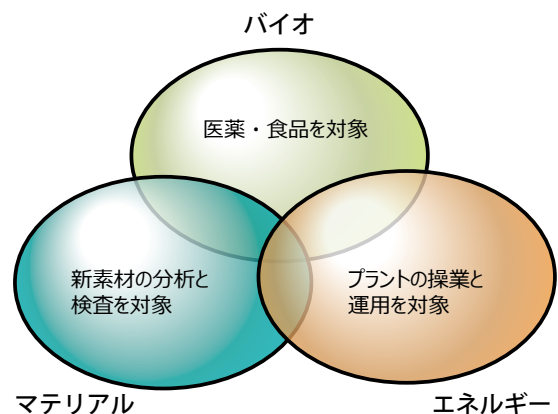 バイオ
医薬・食品を対象
新素材の分析と
検査を対象
プラントの操業と
運用を対象
マテリアル
エネルギー